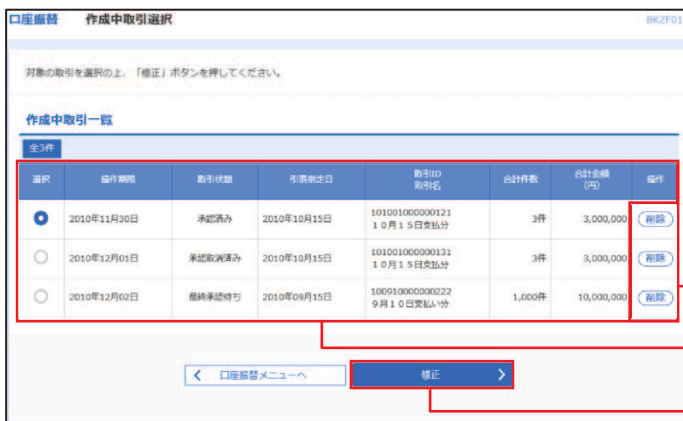 口座振替 作成中取引選択 BKZF01
対象の取引を選択の上、「修正」ボタンを押してください。
作成中取引一覧
全3件
選択 操作期限 取引状態 引落指定日 取引ID 合計件数 合計金額 操作
取引名 (円)
2010年11月30日 承認済み 2010年10月15日 101001000000121 3件 3,000,000 削除
10月15日支払分
2010年12月01日 承認取消済み 2010年10月15日 101001000000131 3件 3,000,000 削除
10月15日支払分
2010年12月02日 最終承認待ち 2010年09月15日 100910000000222 1,000件 10,000,000 削除
9月10日支払い分
口座振替メニューへ 修正